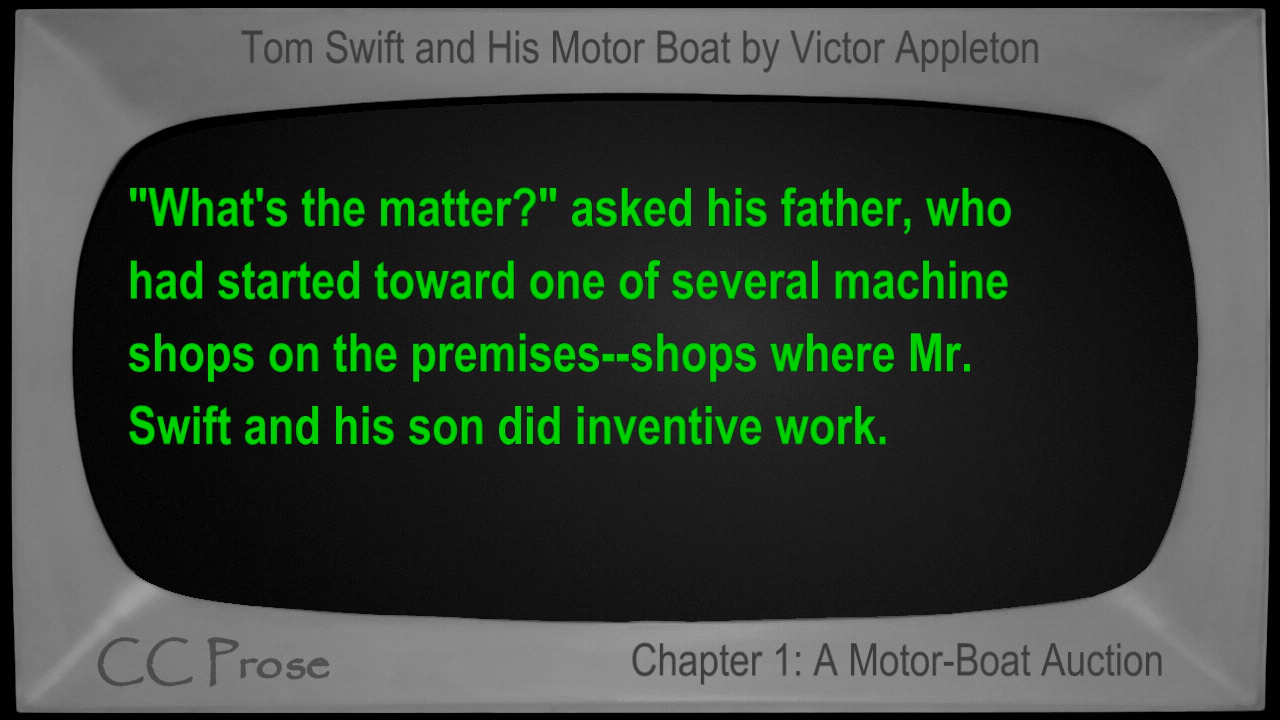 Tom Swift and His Motor Boat by Victor Appleton
"What's the matter?" asked his father, who
had started toward one of several machine
shops on the premises--shops where Mr.
Swift and his son did inventive work.
CC Prose
Chapter 1: A Motor-Boat Auction